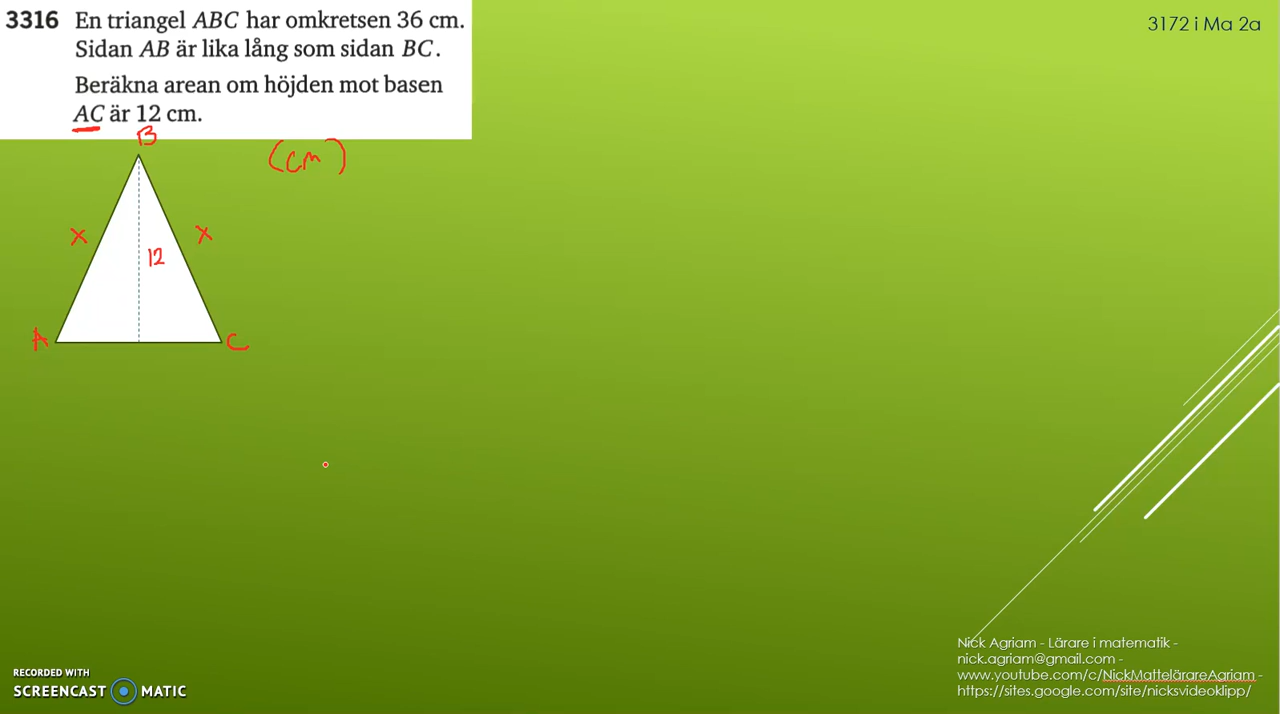 3316 En triangel ABC har omkretsen 36 cm.
Sidan AB är lika lång som sidan BC.
Beräkna arean om höjden mot basen
AC är 12 cm.
3172 i Ma 2a
B
(cm)
x
x
12
A
C
Nick Agriam - Lärare i matematik -
nick.agriam@gmail.com -
www.youtube.com/c/NickMattelärareAgriam -
https://sites.google.com/site/nicksvideoklipp/
RECORDED WITH
SCREENCAST MATIC